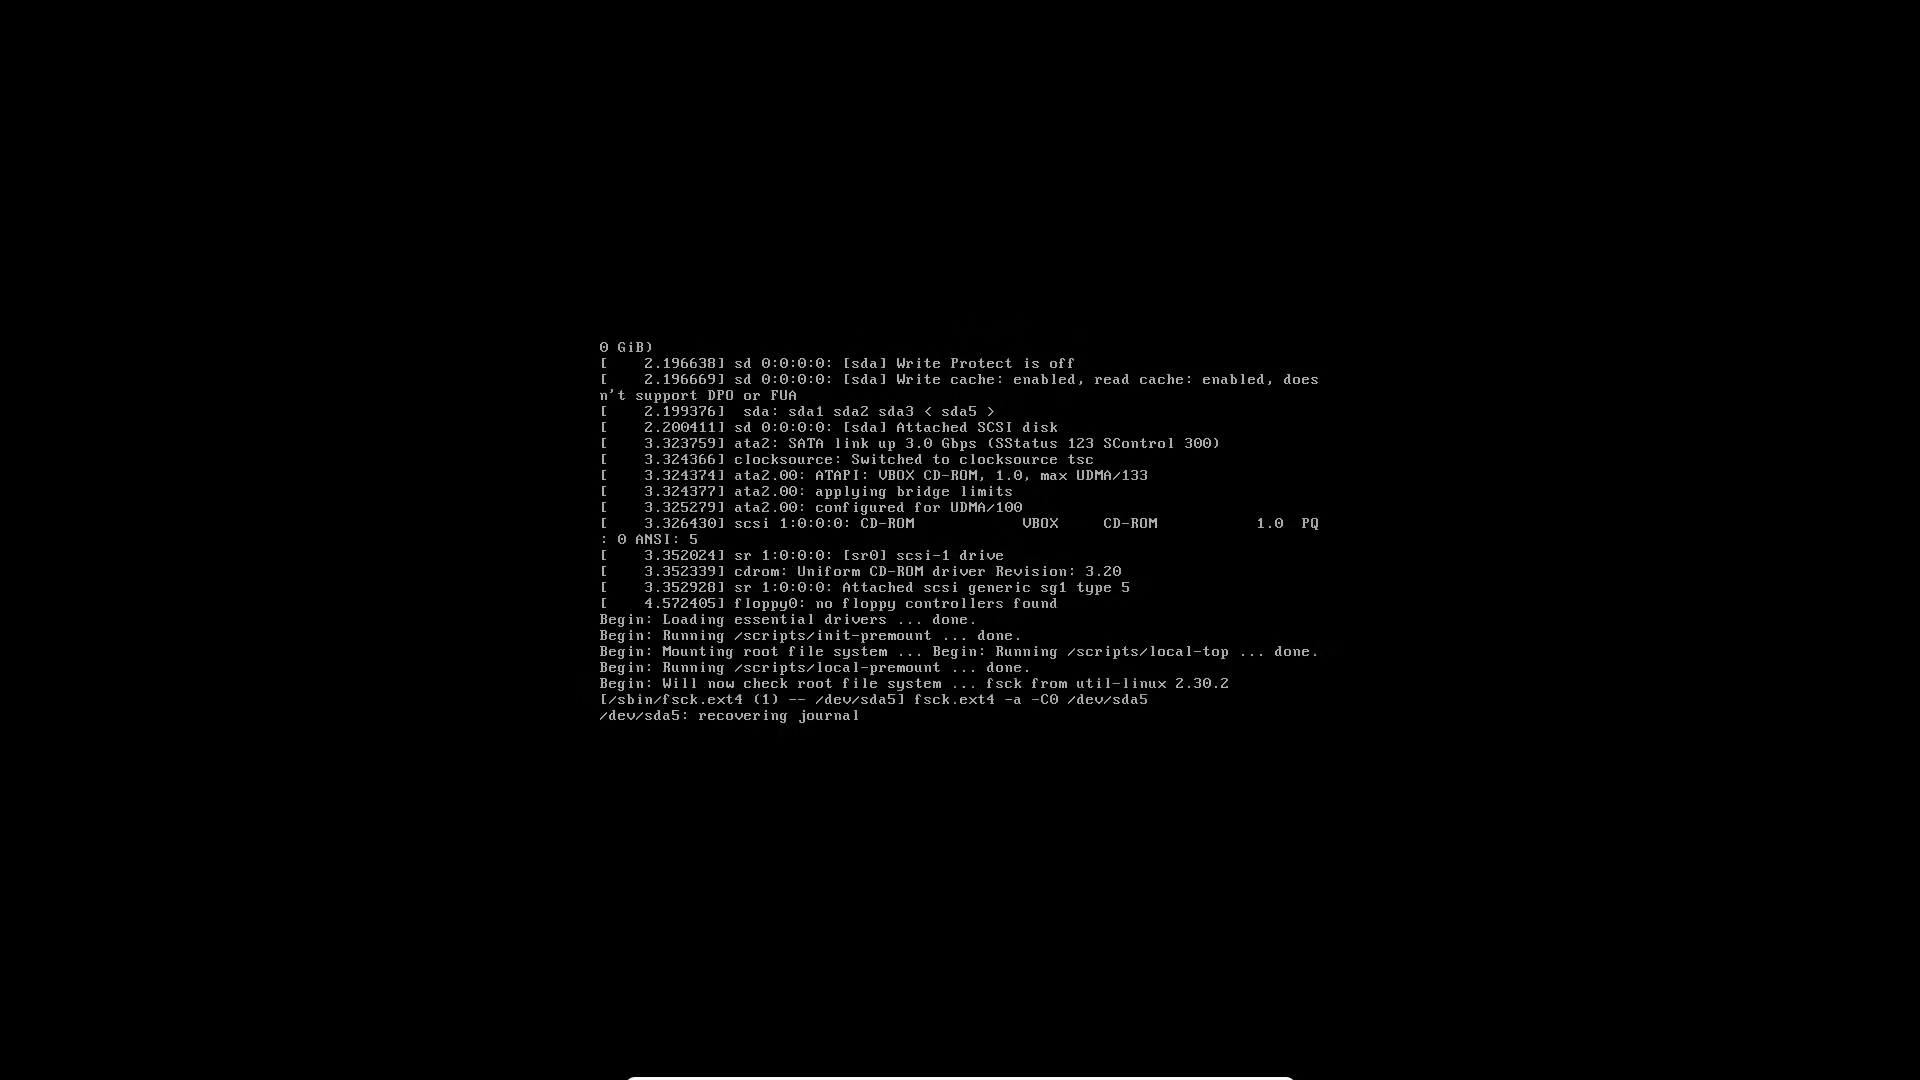 0 GiB)
[    2.196638] sd 0:0:0:0: [sda] Write Protect is off
[    2.196669] sd 0:0:0:0: [sda] Write cache: enabled, read cache: enabled, does
n't support DPO or FUA
[    2.199376]  sda: sda1 sda2 sda3 < sda5 >
[    2.200411] sd 0:0:0:0: [sda] Attached SCSI disk
[    3.323759] ata2: SATA link up 3.0 Gbps (SStatus 123 SControl 300)
[    3.324366] clocksource: Switched to clocksource tsc
[    3.324374] ata2.00: ATAPI: VBOX CD-ROM, 1.0, max UDMA/133
[    3.324377] ata2.00: applying bridge limits
[    3.325279] ata2.00: configured for UDMA/100
[    3.326430] scsi 1:0:0:0: CD-ROM            VBOX     CD-ROM           1.0  PQ
: 0 ANSI: 5
[    3.352024] sr 1:0:0:0: [sr0] scsi-1 drive
[    3.352339] cdrom: Uniform CD-ROM driver Revision: 3.20
[    3.352928] sr 1:0:0:0: Attached scsi generic sg1 type 5
[    4.572405] floppy0: no floppy controllers found
Begin: Loading essential drivers ... done.
Begin: Running /scripts/init-premount ... done.
Begin: Mounting root file system ... Begin: Running /scripts/local-top ... done.
Begin: Running /scripts/local-premount ... done.
Begin: Will now check root file system ... fsck from util-linux 2.30.2
[/sbin/fsck.ext4 (1) -- /dev/sda5] fsck.ext4 -a -C0 /dev/sda5
/dev/sda5: recovering journal